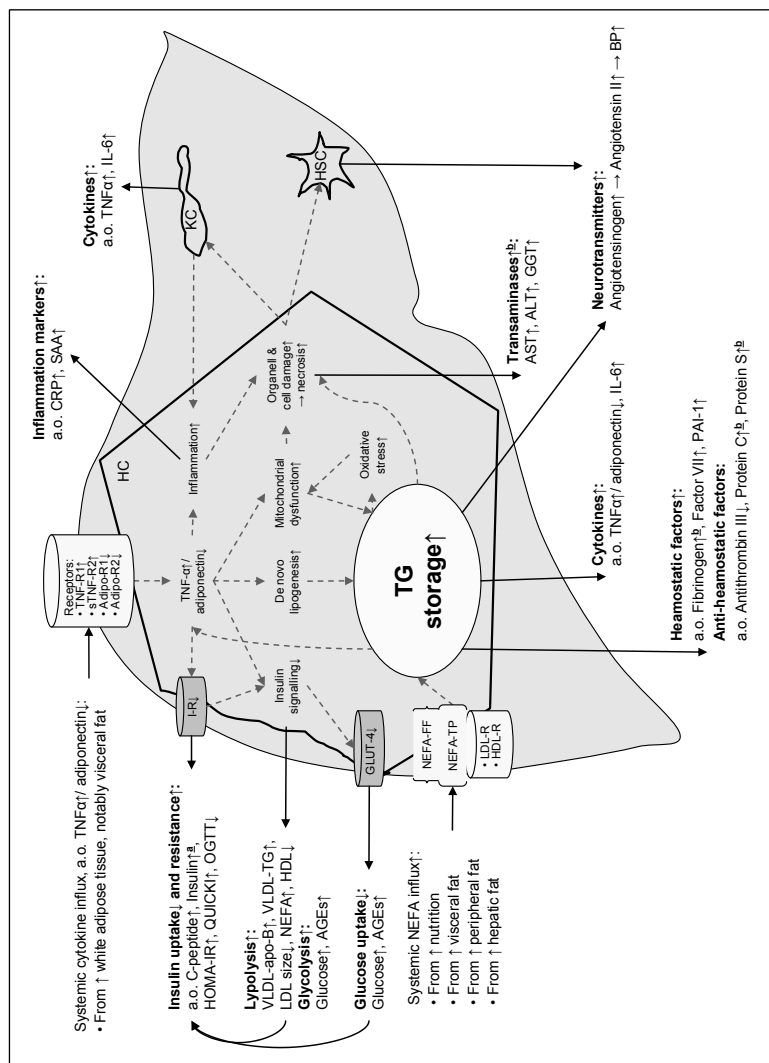 Systemic cytokine influx, a.o. TNFα↑/ adiponectin↓:
• From ↑ white adipose tissue, notably visceral fat
Insulin uptake↓ and resistance↑:
a.o. C-peptide↑, Insulin↑a,
HOMA-IR↑, QUICKI↑, OGTT↓
Lypolysis↑:
VLDL-apo-B↑, VLDL-TG↑,
LDL size↓, NEFA↑, HDL↓
Glycolysis↑:
Glucose↑, AGEs↑
Glucose uptake↓:
Glucose↑, AGEs↑
Systemic NEFA influx↑:
• From ↑ nutrition
• From ↑ visceral fat
• From ↑ peripheral fat
• From ↑ hepatic fat
Receptors:
• TNF-R1↑
• sTNF-R2↑
• Adipo-R1↓
• Adipo-R2↓
I-R↓
GLUT-4↓
NEFA-FF
NEFA-TP
• LDL-R
• HDL-R
HC
TNF-α↑/
adiponectin↓
Inflammation↑
Insulin
signalling↓
De novo
lipogenesis↑
Mitochondrial
dysfunction↑
Organell &
cell damage↑
→ necrosis↑
Oxidative
stress↑
TG
storage↑
KC
HSC
Inflammation markers↑:
a.o. CRP↑, SAA↑
Cytokines↑:
a.o. TNFα↑, IL-6↑
Transaminases↑b:
AST↑, ALT↑, GGT↑
Neurotransmitters↑:
Angiotensinogen↑ → Angiotensin II↑ → BP↑
Cytokines↑:
a.o. TNFα↑/ adiponectin↓, IL-6↑
Heamostatic factors↑:
a.o. Fibrinogen↑b, Factor VII↑, PAI-1↑
Anti-heamostatic factors:
a.o. Antithrombin III↓, Protein C↑b, Protein S↑b